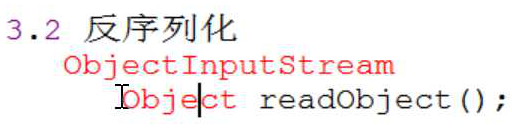 3.2 反序列化
ObjectInputStream
Object readObject();